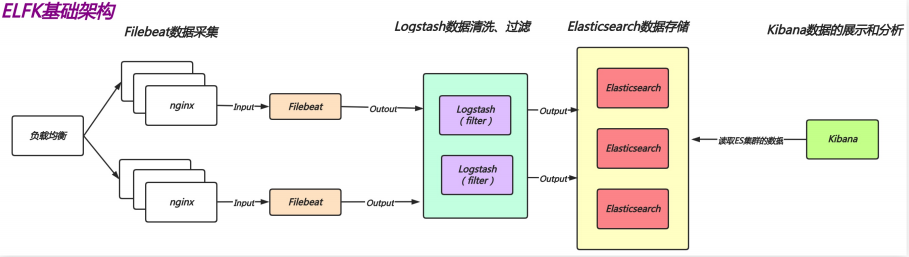 ELFK基础架构
Filebeat数据采集
Logstash数据清洗、过滤
Elasticsearch数据存储
Kibana数据的展示和分析
负载均衡
nginx
Input
Filebeat
Outout
Logstash
( filter )
Output
Elasticsearch
Elasticsearch
读取ES集群的数据
Kibana
Logstash
( filter )
Output
nginx
Input
Filebeat
Output
Elasticsearch